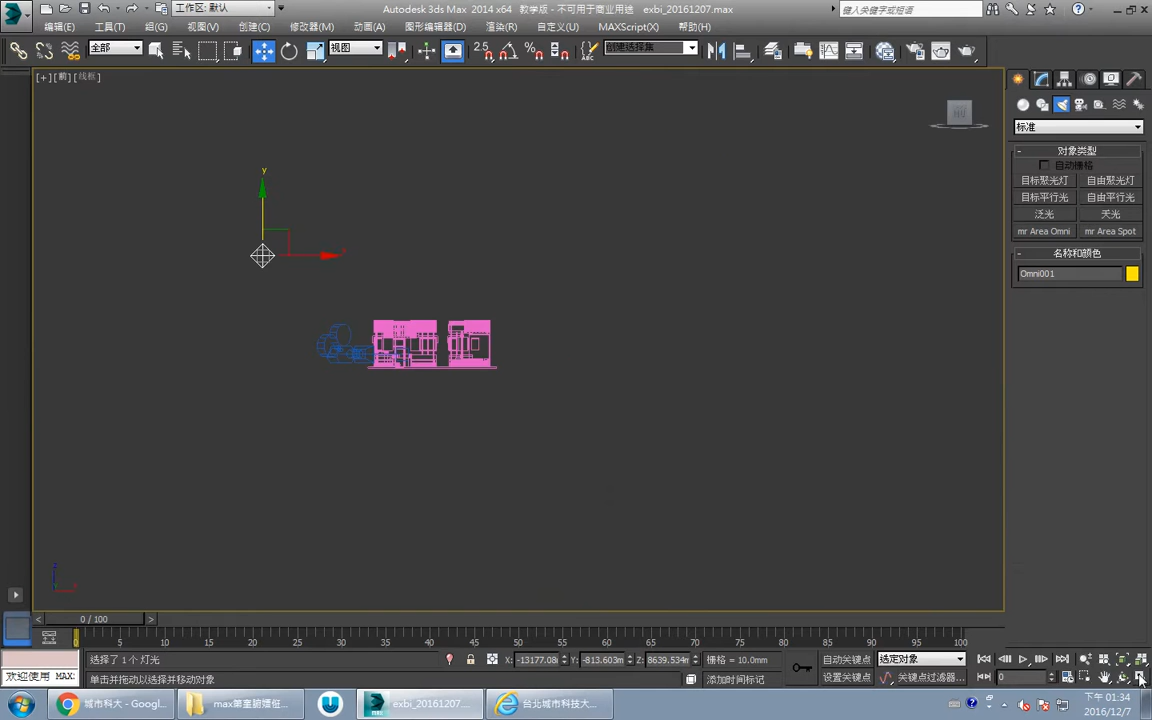 Autodesk 3ds Max 2014 x64 教学版 - 不可用于商业用途 exbi_20161207.max
工作区: 默认
键入关键字或短语
编辑(E) 工具(T) 组(G) 视图(V) 创建(C) 修改器(M) 动画(A) 图形编辑器(D) 渲染(R) 自定义(U) MAXScript(X) 帮助(H)
全部 视图 2.5 创建选择集
[+][前][线框]
标准
- 对象类型
自动栅格
目标聚光灯 自由聚光灯
目标平行光 自由平行光
泛光 天光
mr Area Omni mr Area Spot
- 名称和颜色
Omni001
y
x
< 0 / 100 >
0 5 10 15 20 25 30 35 40 45 50 55 60 65 70 75 80 85 90 95 100
选择了 1 个 灯光 X: -13177.08 Y: -813.603m Z: 8639.534m 栅格 = 10.0mm 自动关键点 选定对象
欢迎使用 MAX: 单击并拖动以选择并移动对象 添加时间标记 设置关键点 关键点过滤器... 0
城市科大 - Googl... exbi_20161207.... 台北城市科技大...
下午 01:34
2016/12/7